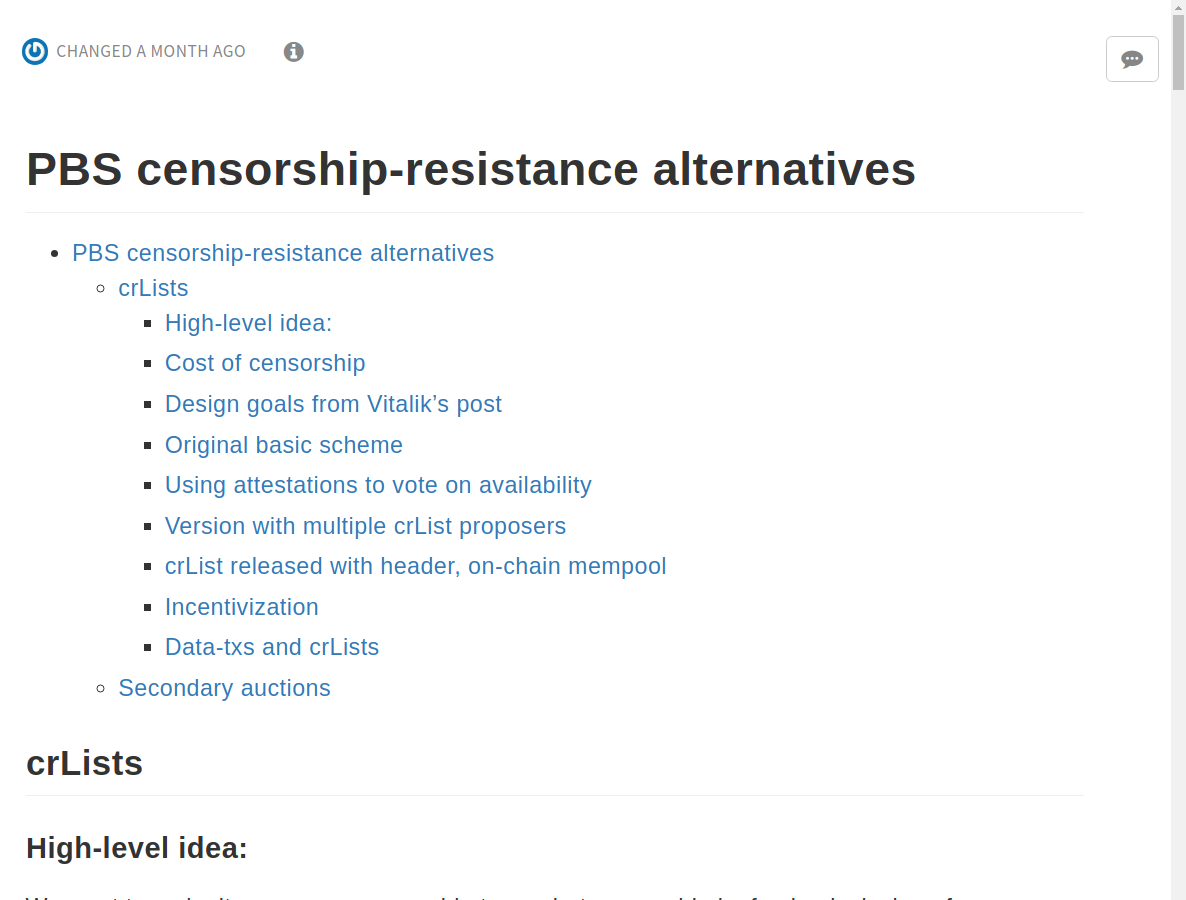 CHANGED A MONTH AGO
PBS censorship-resistance alternatives
PBS censorship-resistance alternatives
crLists
High-level idea:
Cost of censorship
Design goals from Vitalik’s post
Original basic scheme
Using attestations to vote on availability
Version with multiple crList proposers
crList released with header, on-chain mempool
Incentivization
Data-txs and crLists
Secondary auctions
crLists
High-level idea: